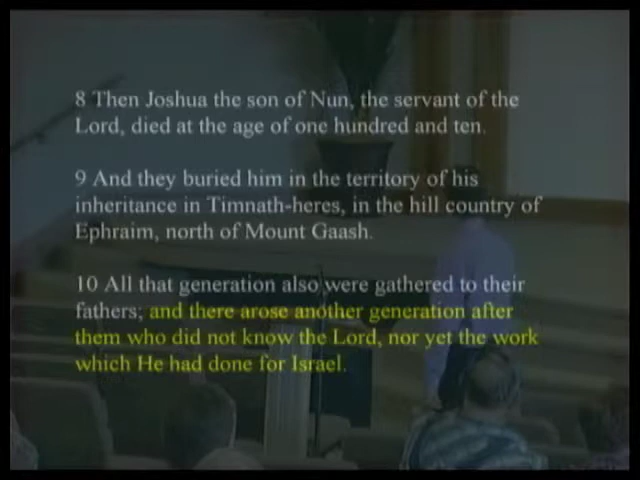 8 Then Joshua the son of Nun, the servant of the
Lord, died at the age of one hundred and ten.
9 And they buried him in the territory of his
inheritance in Timnath-heres, in the hill country of
Ephraim, north of Mount Gaash.
10 All that generation also were gathered to their
fathers; and there arose another generation after
them who did not know the Lord, nor yet the work
which He had done for Israel.